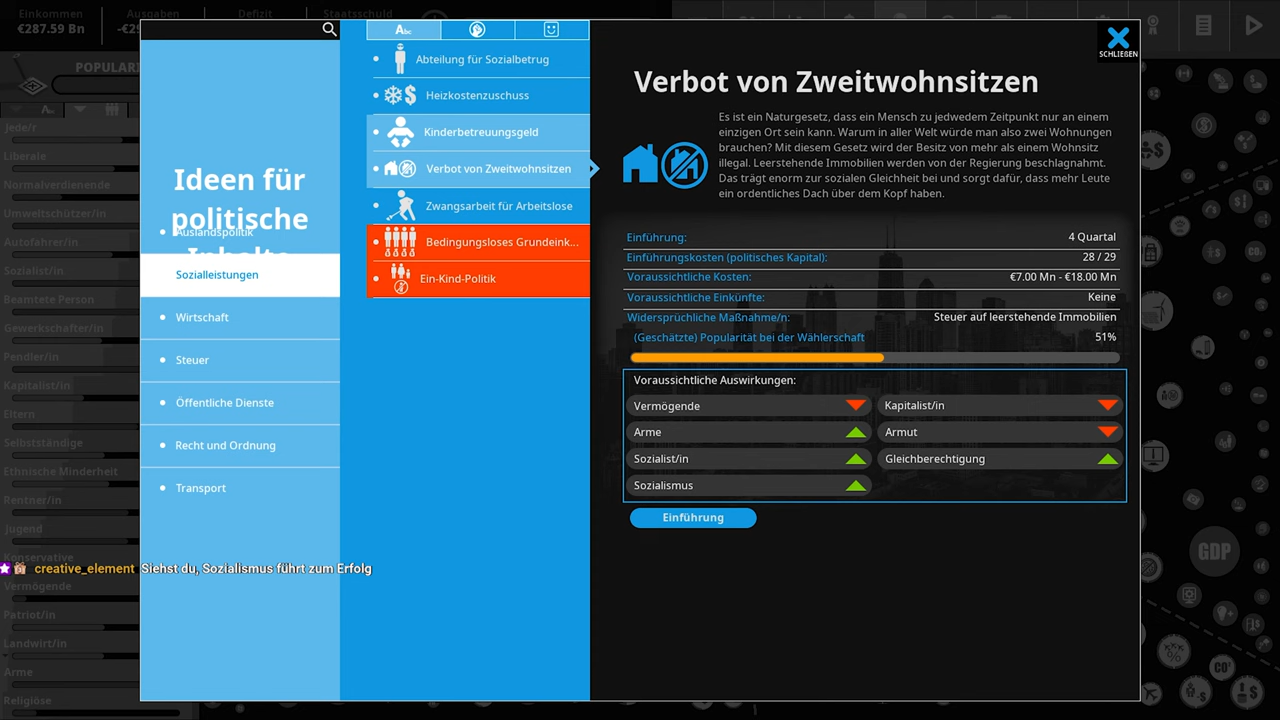 Einkommen
€287.59 Bn
Ausgaben
Defizit
Staatsschuld
POPULARI
Jede/r
Liberale
Normalverdienende
Umweltschützer/in
Autofahrer/in
Sozialist/in
Beamtete Person
Gewerkschafter/in
Pendler/in
Kapitalist/in
Eltern
Selbstständige
Ethnische Minderheit
Rentner/in
Jugend
Konservative
Vermögende
Patriot/in
Landwirt/in
Arme
Religiöse
Ideen für
politische
Inhalte
Auslandspolitik
Sozialleistungen
Wirtschaft
Steuer
Öffentliche Dienste
Recht und Ordnung
Transport
creative_element Siehst du, Sozialismus führt zum Erfolg
Abc
Abteilung für Sozialbetrug
Heizkostenzuschuss
Kinderbetreuungsgeld
Verbot von Zweitwohnsitzen
Zwangsarbeit für Arbeitslose
Bedingungsloses Grundeink...
Ein-Kind-Politik
SCHLIEßEN
Verbot von Zweitwohnsitzen
Es ist ein Naturgesetz, dass ein Mensch zu jedwedem Zeitpunkt nur an einem
einzigen Ort sein kann. Warum in aller Welt würde man also zwei Wohnungen
brauchen? Mit diesem Gesetz wird der Besitz von mehr als einem Wohnsitz
illegal. Leerstehende Immobilien werden von der Regierung beschlagnahmt.
Das trägt enorm zur sozialen Gleichheit bei und sorgt dafür, dass mehr Leute
ein ordentliches Dach über dem Kopf haben.
Einführung: 4 Quartal
Einführungskosten (politisches Kapital): 28 / 29
Voraussichtliche Kosten: €7.00 Mn - €18.00 Mn
Voraussichtliche Einkünfte: Keine
Widersprüchliche Maßnahme/n: Steuer auf leerstehende Immobilien
(Geschätzte) Popularität bei der Wählerschaft 51%
Voraussichtliche Auswirkungen:
Vermögende Kapitalist/in
Arme Armut
Sozialist/in Gleichberechtigung
Sozialismus
Einführung
GDP
CO²